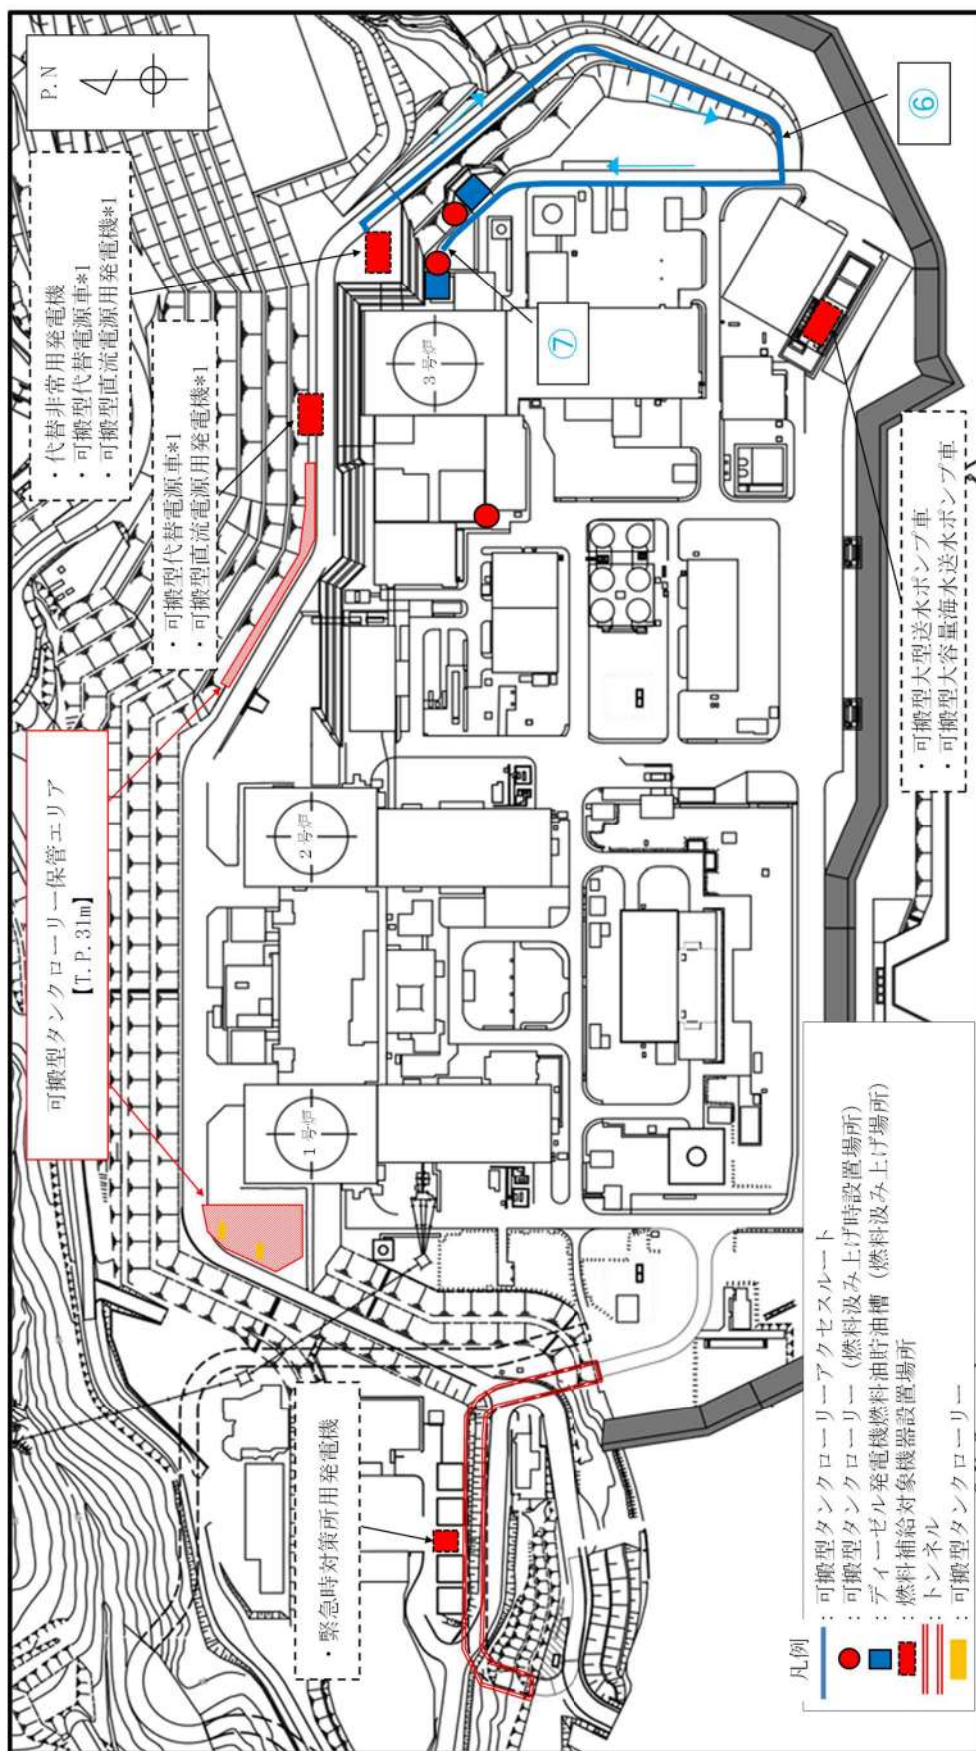 P.N
・代替非常用発電機
・可搬型代替電源車*1
・可搬型直流電源用発電機*1
・可搬型代替電源車*1
・可搬型直流電源用発電機*1
可搬型タンクローリー保管エリア
【T.P.31m】
・緊急時対策所用発電機
1号炉
2号炉
3号炉
⑥
⑦
・可搬型大型送水ポンプ車
・可搬型大容量海水送水ポンプ車
凡例
：可搬型タンクローリーアクセスルート
：可搬型タンクローリー（燃料汲み上げ時設置場所）
：ディーゼル発電機燃料油貯油槽（燃料汲み上げ場所）
：燃料補給対象機器設置場所
：トンネル
：可搬型タンクローリー